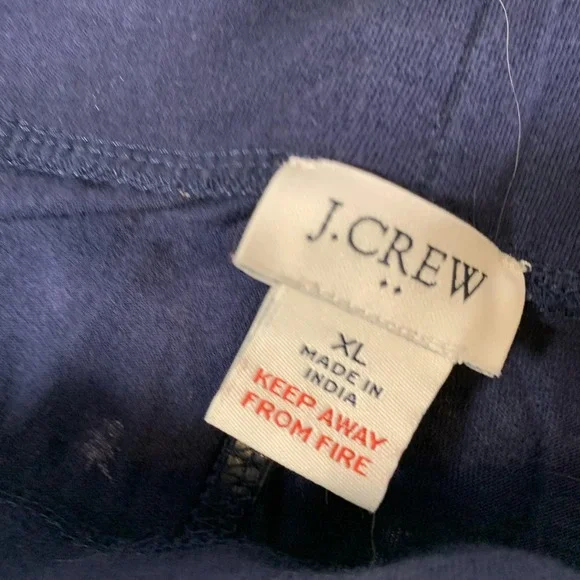 J.CREW
XL
MADE IN
INDIA
KEEP AWAY
FROM FIRE